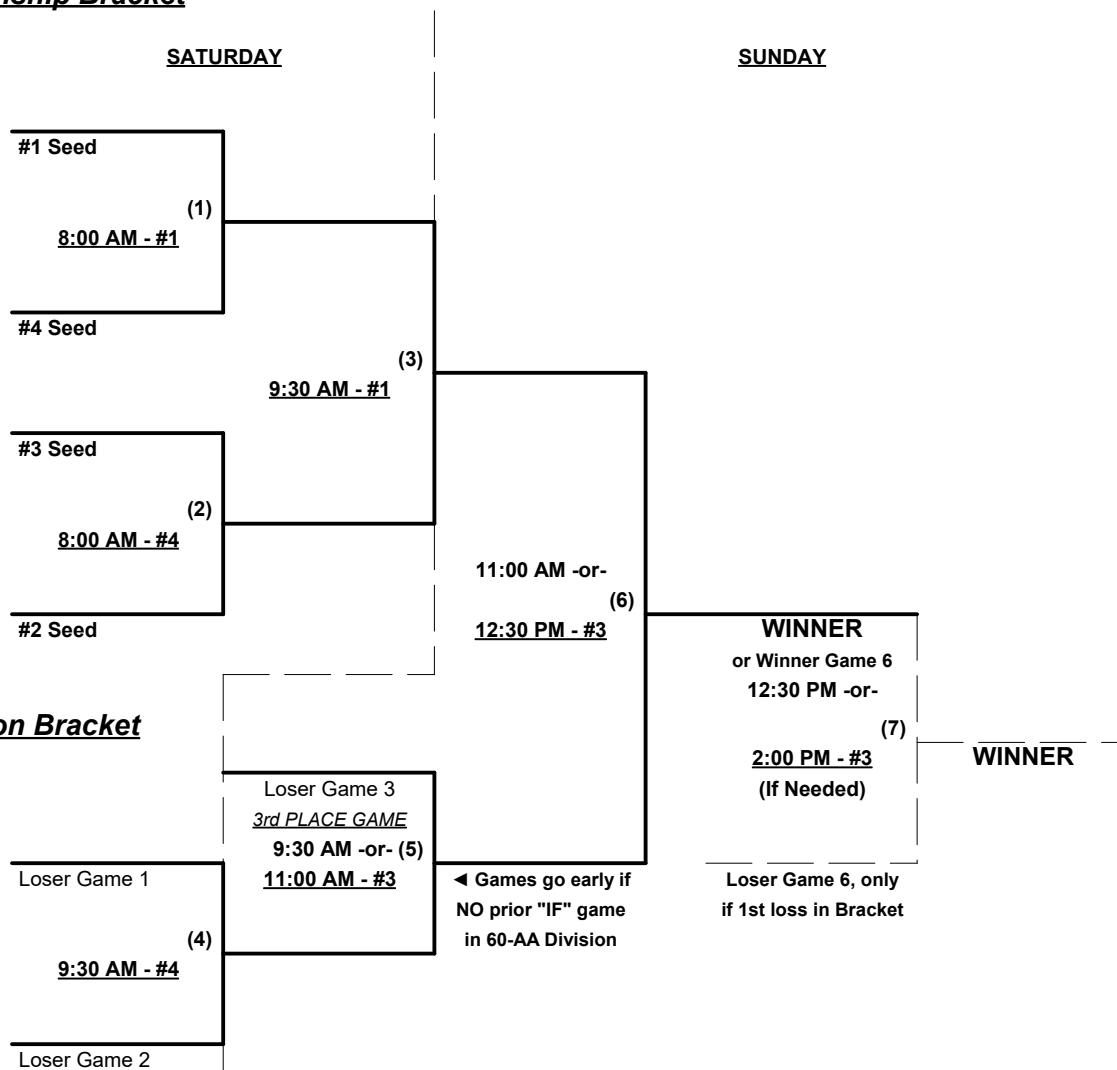 SATURDAY
SUNDAY
#1 Seed
(1)
8:00 AM - #1
#4 Seed
(3)
9:30 AM - #1
#3 Seed
(2)
8:00 AM - #4
#2 Seed
11:00 AM -or-
(6)
12:30 PM - #3
WINNER
or Winner Game 6
12:30 PM -or-
(7)
2:00 PM - #3
(If Needed)
WINNER
Bracket
Loser Game 3
3rd PLACE GAME
9:30 AM -or- (5)
11:00 AM - #3
Loser Game 1
(4)
9:30 AM - #4
Loser Game 2
◄ Games go early if
NO prior "IF" game
in 60-AA Division
Loser Game 6, only
if 1st loss in Bracket